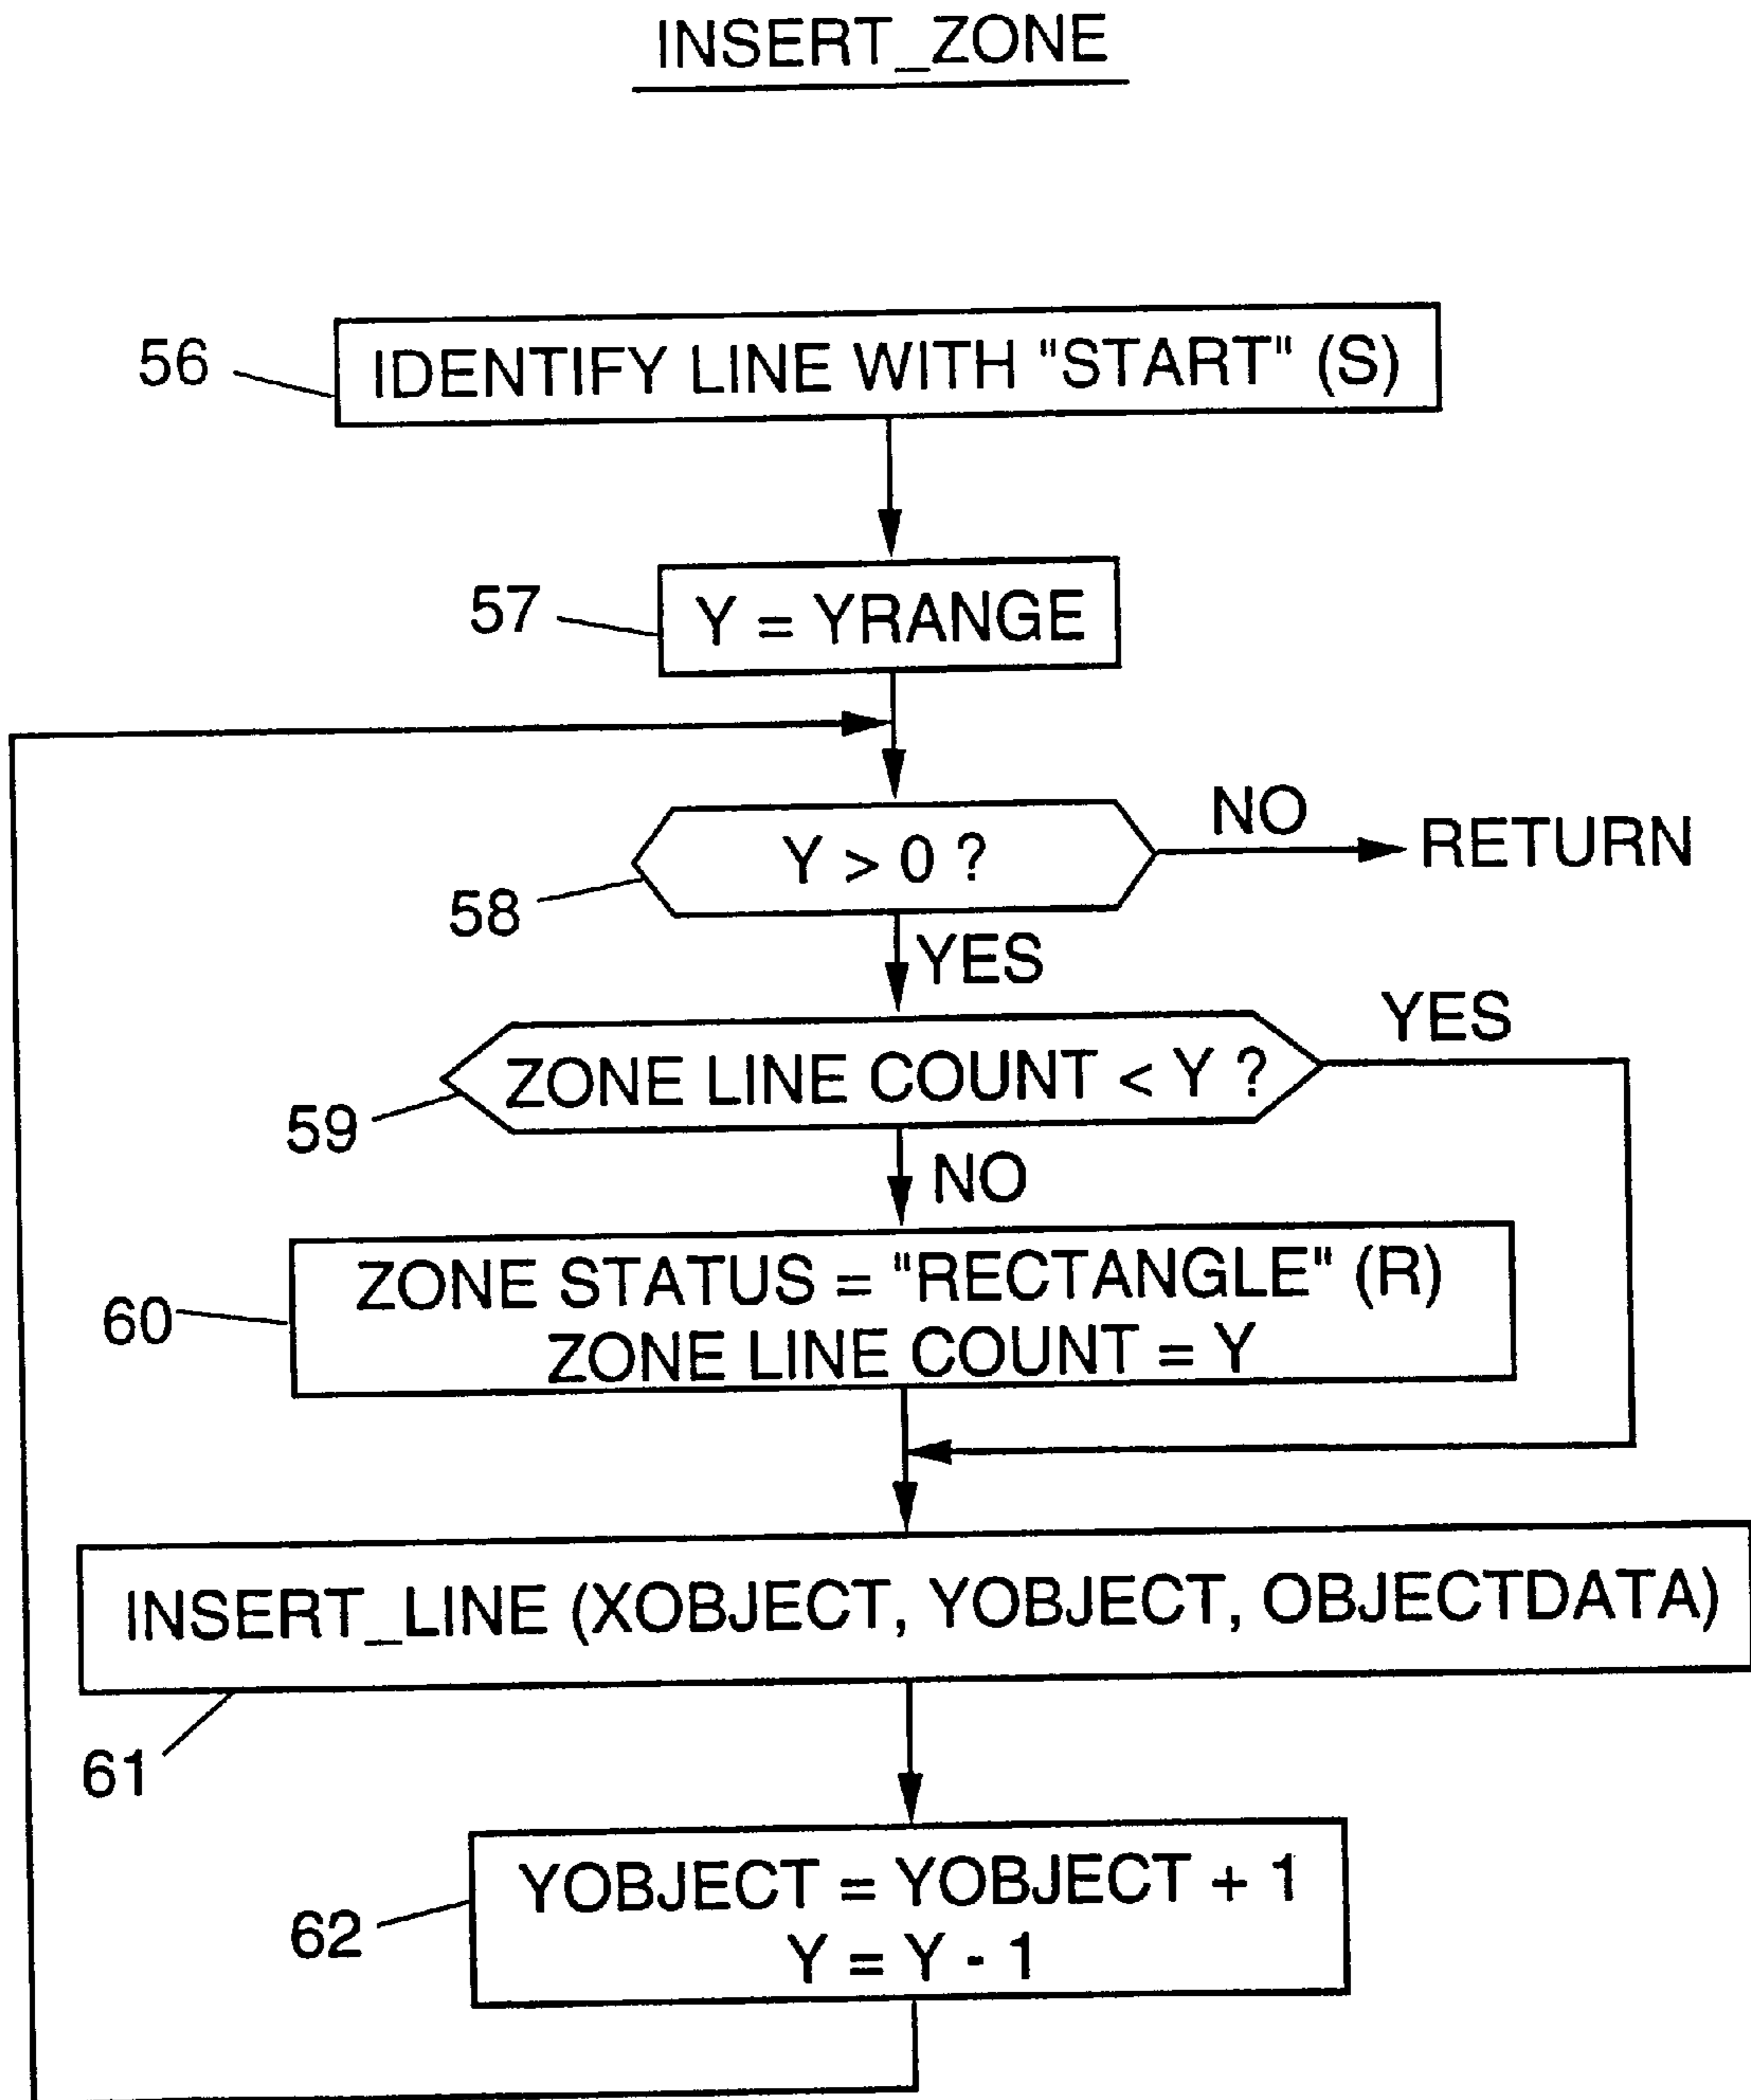 INSERT_ZONE
56
IDENTIFY LINE WITH "START" (S)
57
Y = YRANGE
58
Y > 0 ?
NO
RETURN
YES
59
ZONE LINE COUNT < Y ?
YES
NO
60
ZONE STATUS = "RECTANGLE" (R)
ZONE LINE COUNT = Y
INSERT_LINE (XOBJECT, YOBJECT, OBJECTDATA)
61
62
YOBJECT = YOBJECT + 1
Y = Y - 1